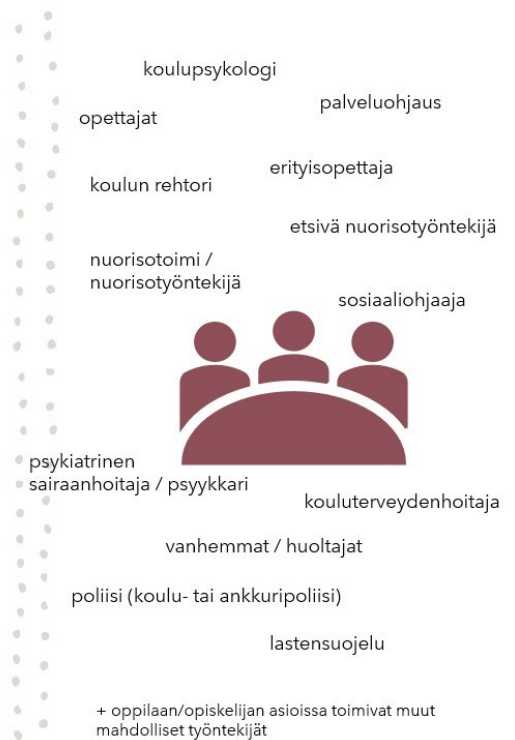 koulupsykologi
palveluohjaus
opettajat
erityisopettaja
koulun rehtori
etsivä nuorisotyöntekijä
nuorisotoimi /
nuorisotyöntekijä
sosiaaliohjaaja
psykiatrinen
sairaanhoitaja / psyykkari
kouluterveydenhoitaja
vanhemmat / huoltajat
poliisi (koulu- tai ankkuripoliisi)
lastensuojelu
+ oppilaan/opiskelijan asioissa toimivat muut
mahdolliset työntekijät